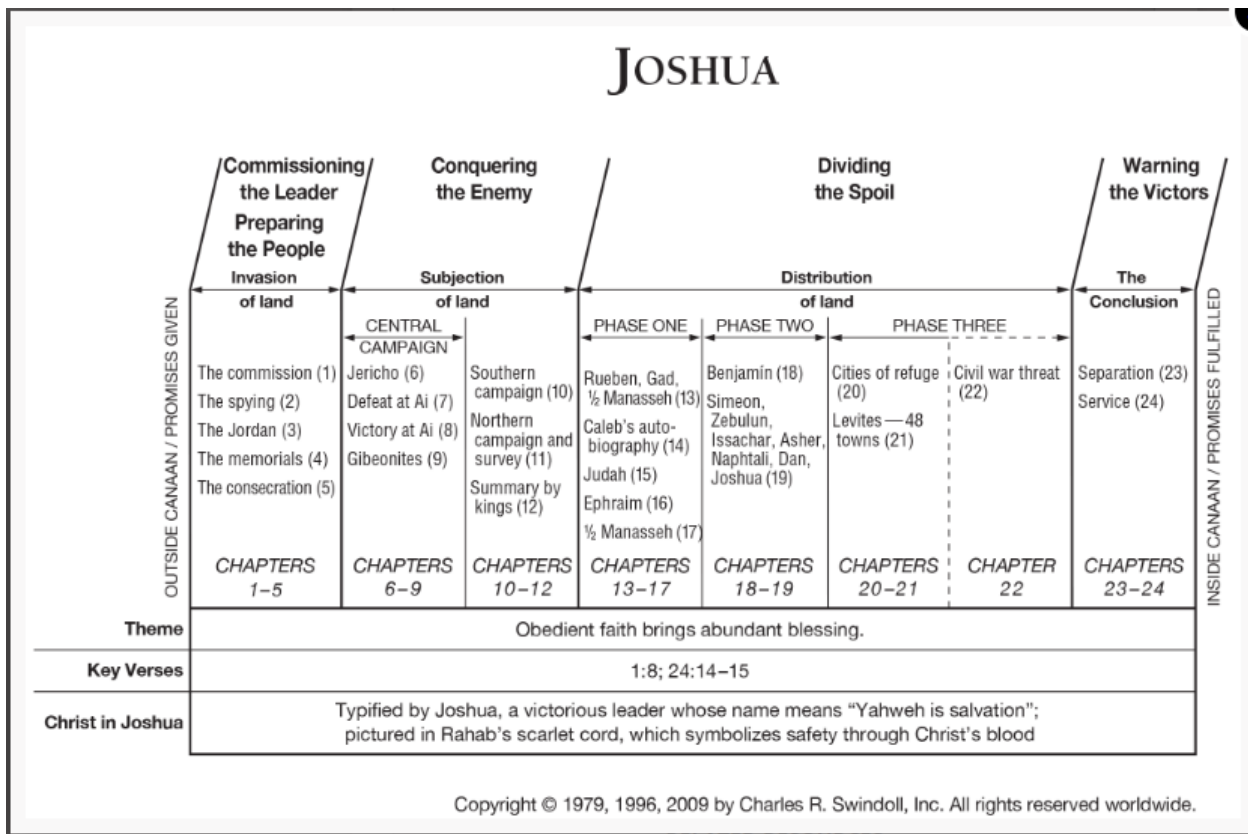 JOSHUA
Commissioning
the Leader
Preparing
the People
Conquering
the Enemy
Dividing
the Spoil
Warning
the Victors
Invasion
of land
Subjection
of land
Distribution
of land
The
Conclusion
OUTSIDE CANAAN / PROMISES GIVEN
The commission (1)
The spying (2)
The Jordan (3)
The memorials (4)
The consecration (5)
CHAPTERS
1–5
CENTRAL
CAMPAIGN
Jericho (6)
Defeat at Ai (7)
Victory at Ai (8)
Gibeonites (9)
CHAPTERS
6–9
Southern
campaign (10)
Northern
campaign and
survey (11)
Summary by
kings (12)
CHAPTERS
10–12
PHASE ONE
Rueben, Gad,
½ Manasseh (13)
Caleb's auto-
biography (14)
Judah (15)
Ephraim (16)
½ Manasseh (17)
CHAPTERS
13–17
PHASE TWO
Benjamín (18)
Simeon,
Zebulun,
Issachar, Asher,
Naphtali, Dan,
Joshua (19)
CHAPTERS
18–19
PHASE THREE
Cities of refuge
(20)
Levites — 48
towns (21)
CHAPTERS
20–21
Civil war threat
(22)
CHAPTER
22
Separation (23)
Service (24)
CHAPTERS
23–24
INSIDE CANAAN / PROMISES FULFILLED
Theme
Obedient faith brings abundant blessing.
Key Verses
1:8; 24:14–15
Christ in Joshua
Typified by Joshua, a victorious leader whose name means “Yahweh is salvation”;
pictured in Rahab’s scarlet cord, which symbolizes safety through Christ’s blood
Copyright © 1979, 1996, 2009 by Charles R. Swindoll, Inc. All rights reserved worldwide.